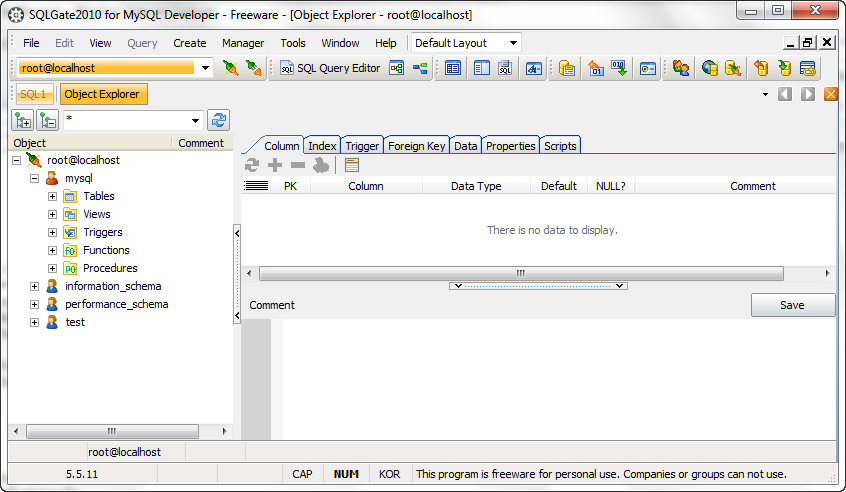 SQLGate2010 for MySQL Developer - Freeware - [Object Explorer - root@localhost]
File View Query Create Manager Tools Window Help Default Layout
root@localhost SQL SQL Query Editor SQL
SQL1 Object Explorer
*
Object Comment
Column Index Trigger Foreign Key Data Properties Scripts
root@localhost
mysql
Tables
Views
Triggers
Functions
Procedures
information_schema
performance_schema
test
PK Column Data Type Default NULL? Comment
There is no data to display.
Comment Save
root@localhost
5.5.11 CAP NUM KOR This program is freeware for personal use. Companies or groups can not use.